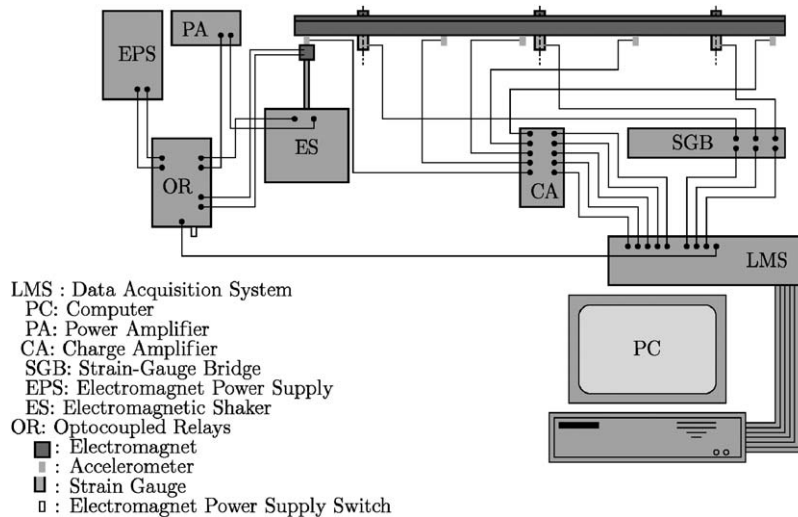 PA
EPS
ES
OR
CA
SGB
LMS
PC
LMS : Data Acquisition System
PC: Computer
PA: Power Amplifier
CA: Charge Amplifier
SGB: Strain-Gauge Bridge
EPS: Electromagnet Power Supply
ES: Electromagnetic Shaker
OR: Optocoupled Relays
: Electromagnet
: Accelerometer
: Strain Gauge
: Electromagnet Power Supply Switch